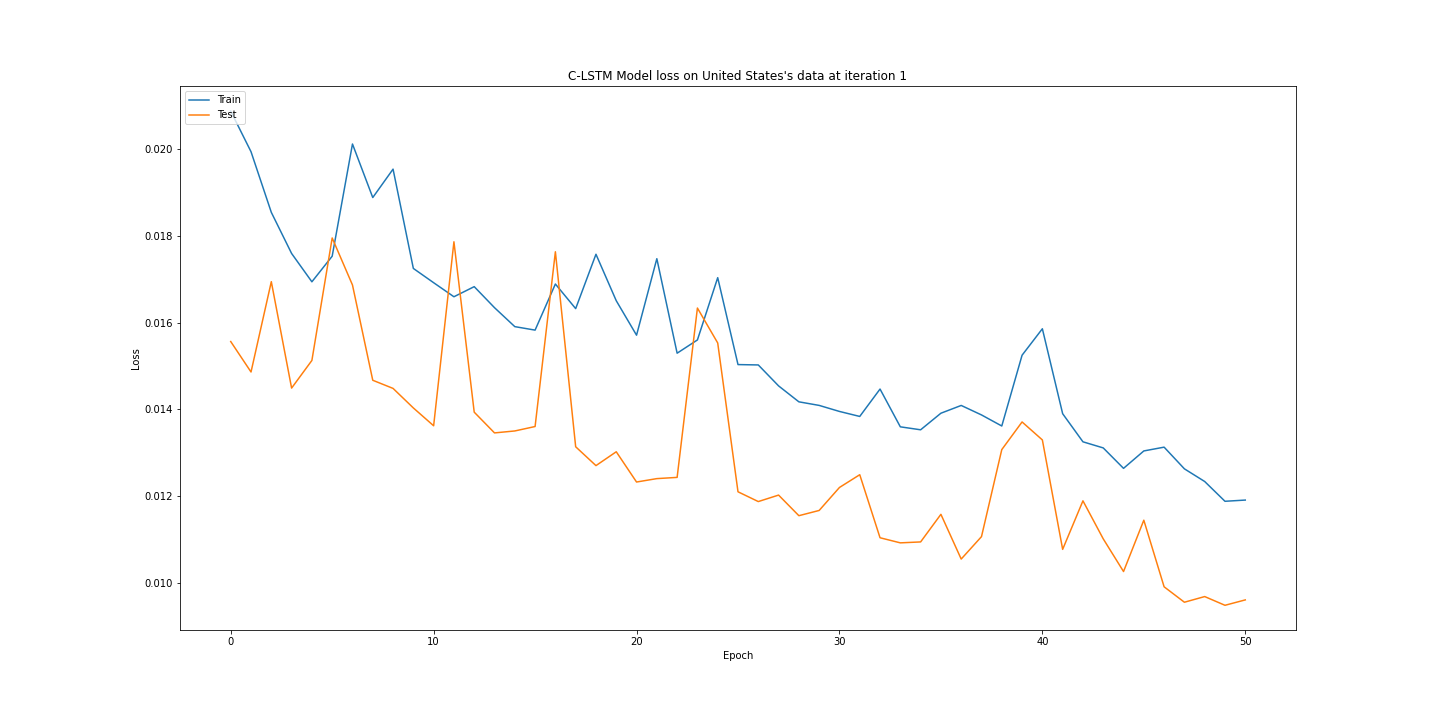 C-LSTM Model loss on United States's data at iteration 1
Train
Test
0.020
0.018
0.016
0.014
0.012
0.010
Loss
0 10 20 30 40 50
Epoch